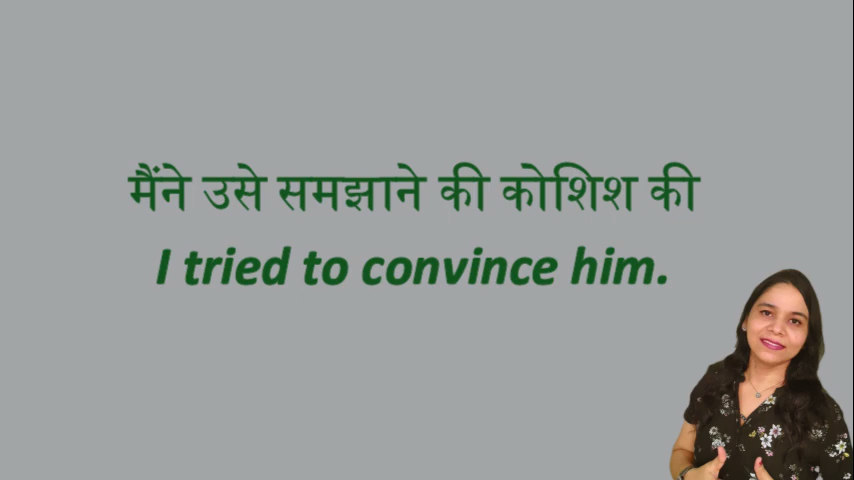 मैंने उसे समझाने की कोशिश की
I tried to convince him.